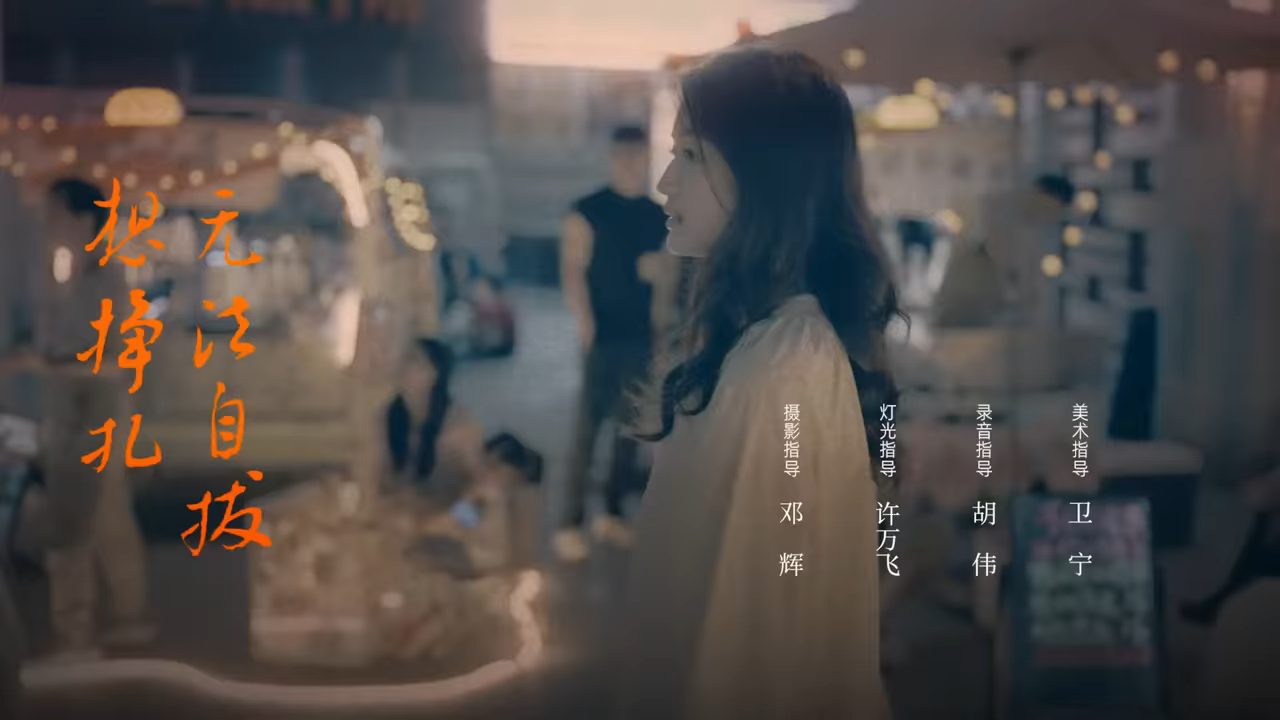 想挣扎
无法自拔
摄影指导
邓辉
灯光指导
许万飞
录音指导
胡伟
美术指导
卫宁